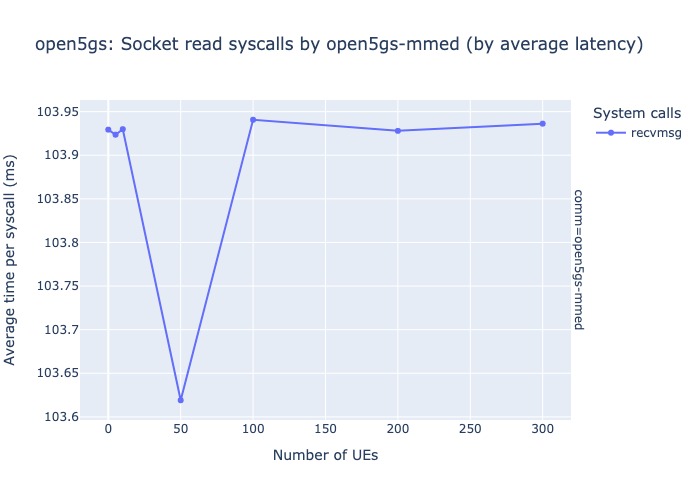 open5gs: Socket read syscalls by open5gs-mmed (by average latency)
System calls
recvmsg
103.95
103.9
103.85
103.8
103.75
103.7
103.65
103.6
Average time per syscall (ms)
comm=open5gs-mmed
0 50 100 150 200 250 300
Number of UEs